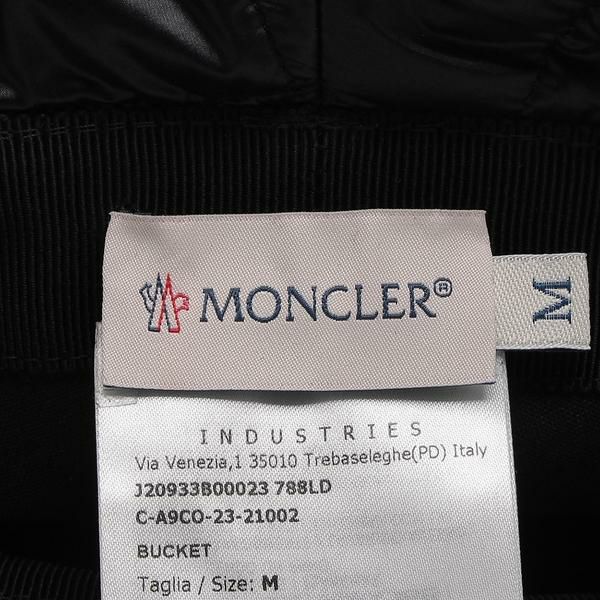 MONCLER®
M
INDUSTRIES
Via Venezia,1 35010 Trebaseleghe(PD) Italy
J20933B00023 788LD
C-A9CO-23-21002
BUCKET
Taglia / Size: M